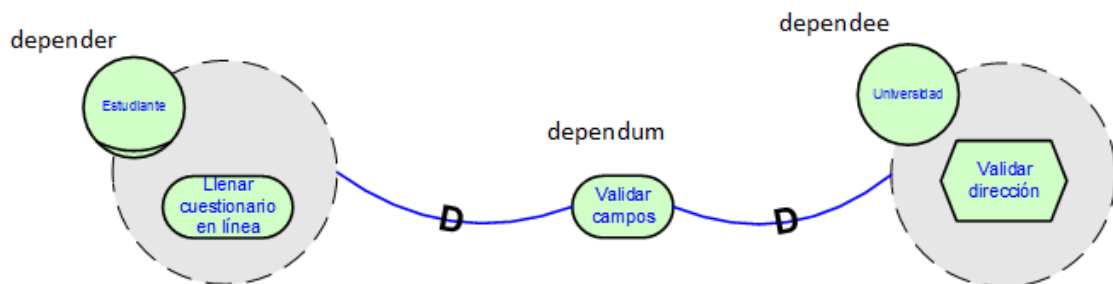 depender
dependee
Estudiante
Universidad
dependum
Llenar
cuestionario
en línea
D
Validar
campos
D
Validar
dirección